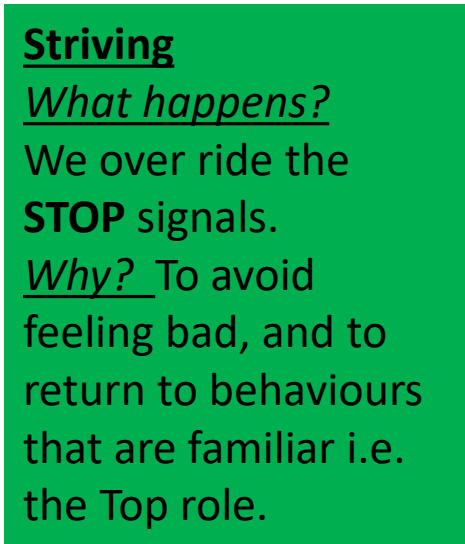 Striving
What happens?
We over ride the
STOP signals.
Why? To avoid
feeling bad, and to
return to behaviours
that are familiar i.e.
the Top role.